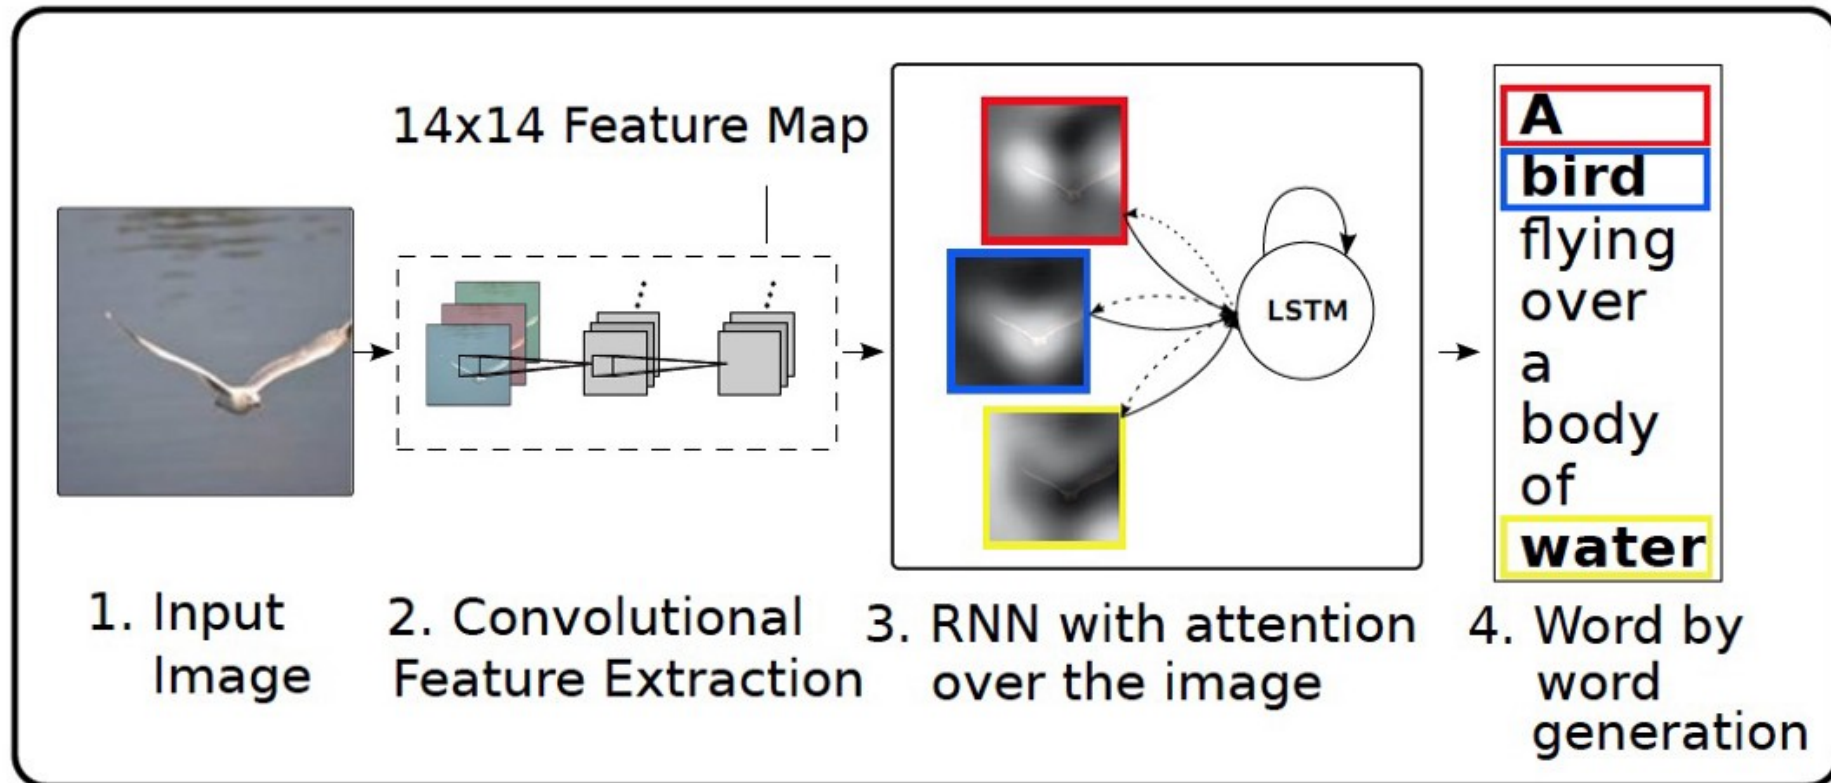 14x14 Feature Map
LSTM
A
bird
flying
over
a
body
of
water
1. Input
Image
2. Convolutional
Feature Extraction
3. RNN with attention
over the image
4. Word by
word
generation